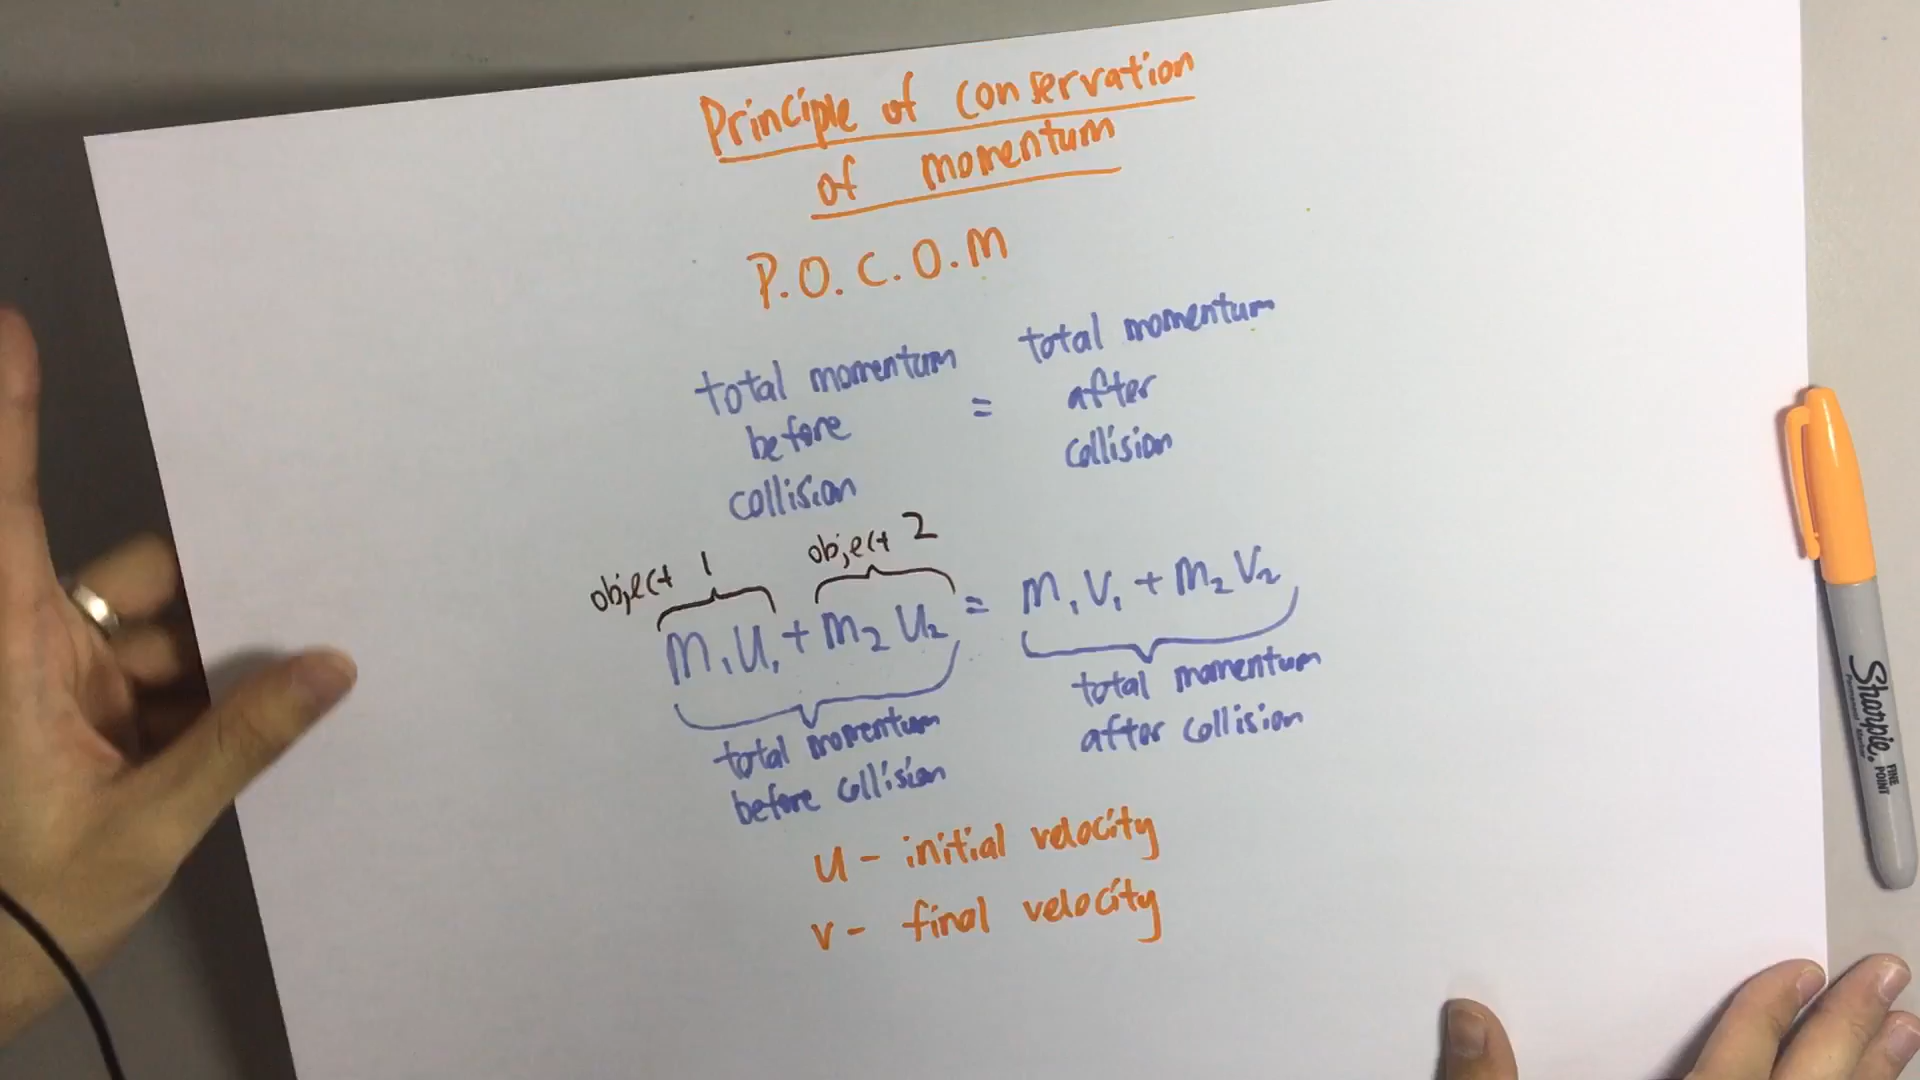 Principle of conservation
of momentum
P.O.C.O.M
total momentum
before
collision
=
total momentum
after
collision
object 1
object 2
m₁u₁ + m₂u₂ = m₁v₁ + m₂v₂
total momentum
before collision
total momentum
after collision
u - initial velocity
v - final velocity
Sharpie.
FINE
POINT